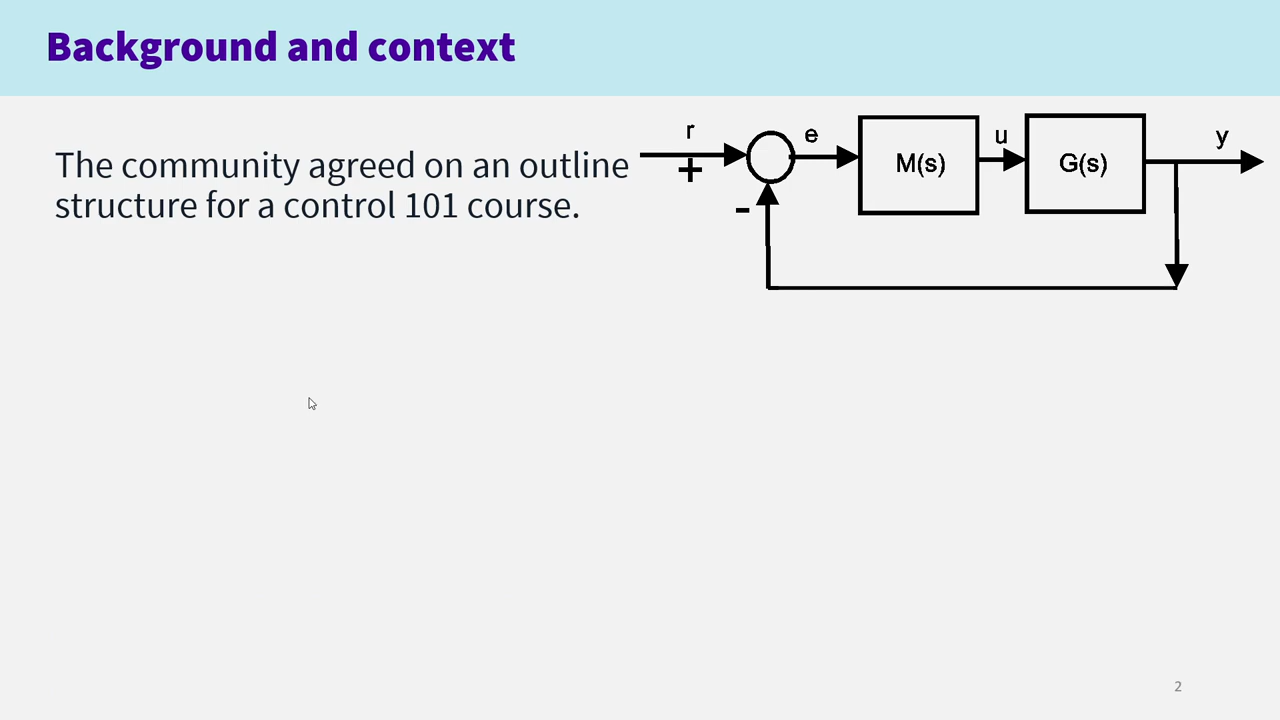 Background and context
The community agreed on an outline
structure for a control 101 course.
r
+
-
e
M(s)
u
G(s)
y
2